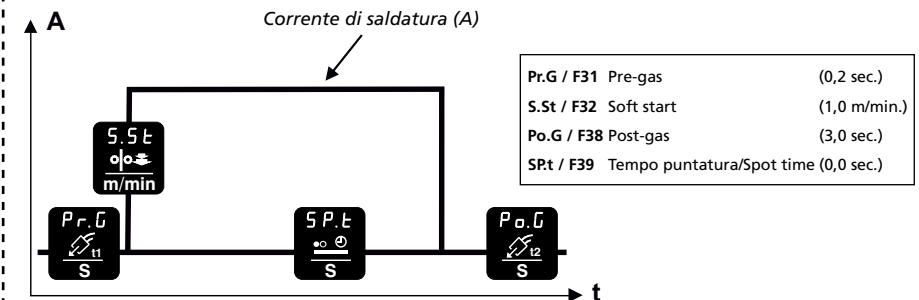 A
Corrente di saldatura (A)
Pr.G / F31 Pre-gas (0,2 sec.)
S.St / F32 Soft start (1,0 m/min.)
Po.G / F38 Post-gas (3,0 sec.)
SP.t / F39 Tempo puntatura/Spot time (0,0 sec.)
S.St
m/min
Pr.G
t1
S
SP.t
S
Po.G
t2
S
t